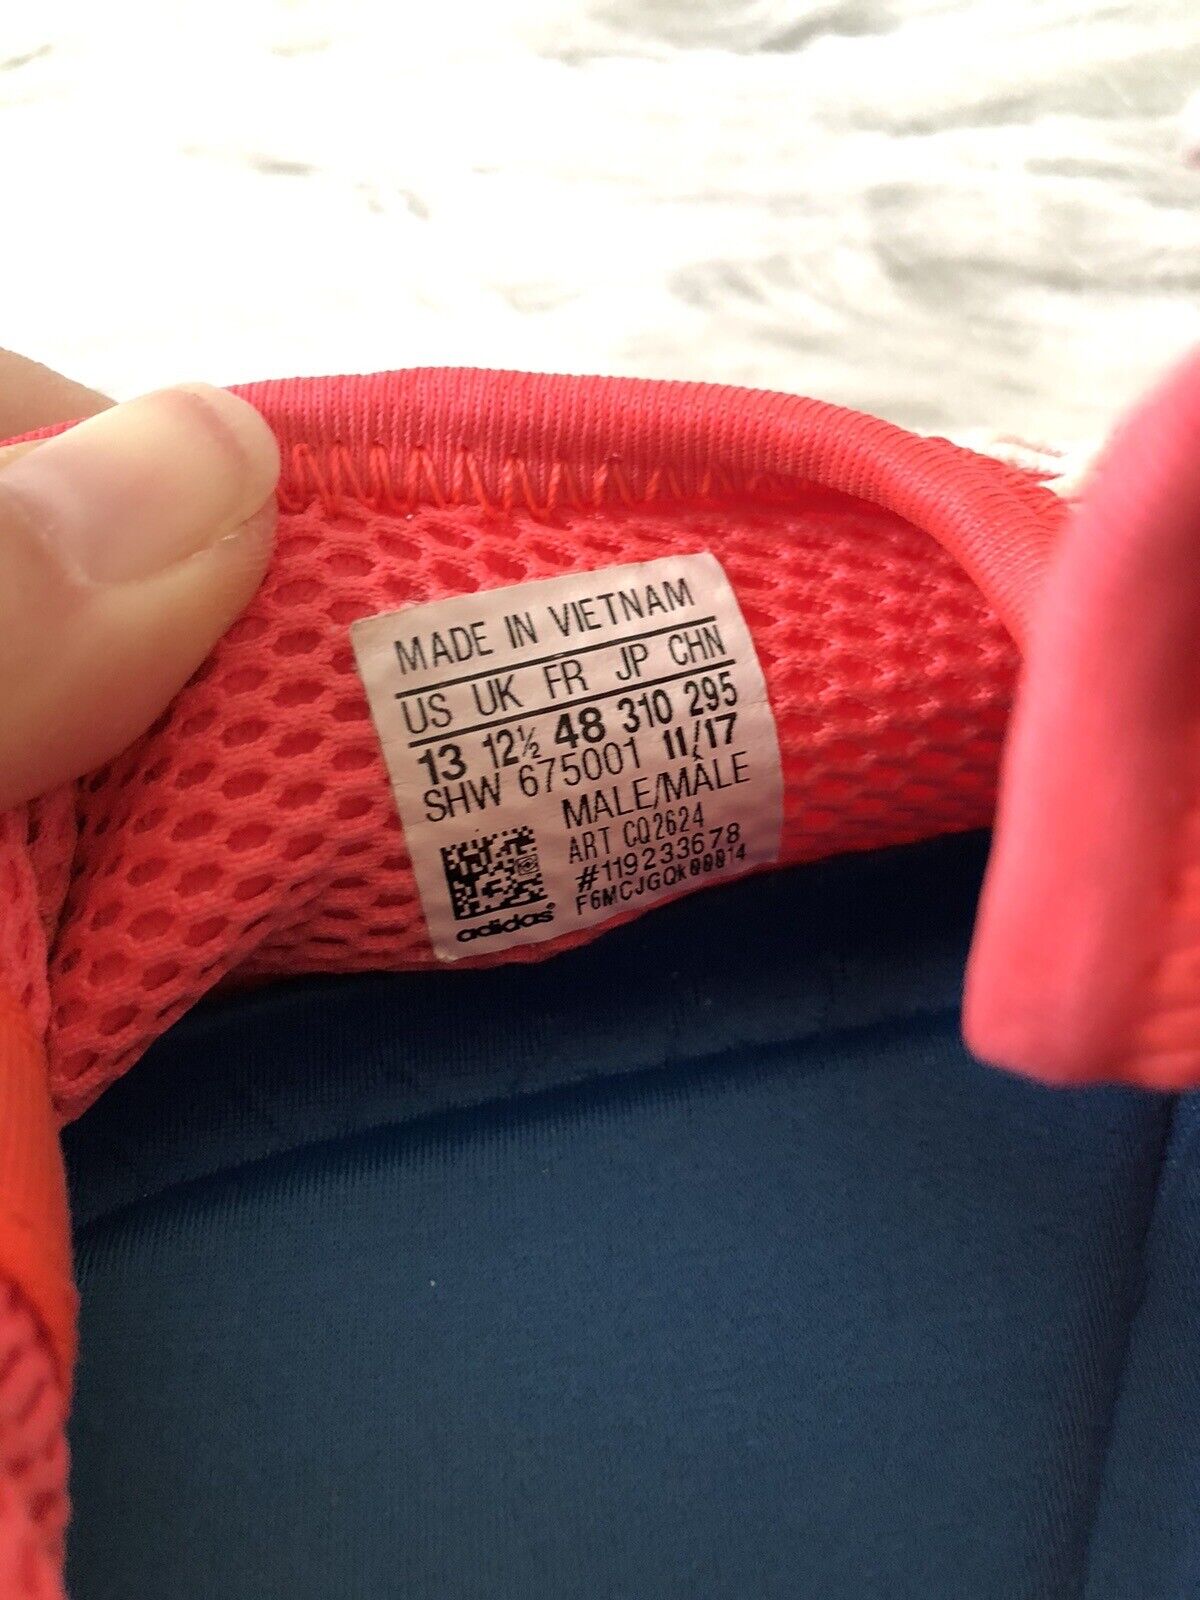 MADE IN VIETNAM
US UK FR JP CHN
13 12½ 48 310 295
SHW 675001 11/17
MALE/MÂLE
ART CQ2624
#119233678
F6MCJGQK00014
adidas®